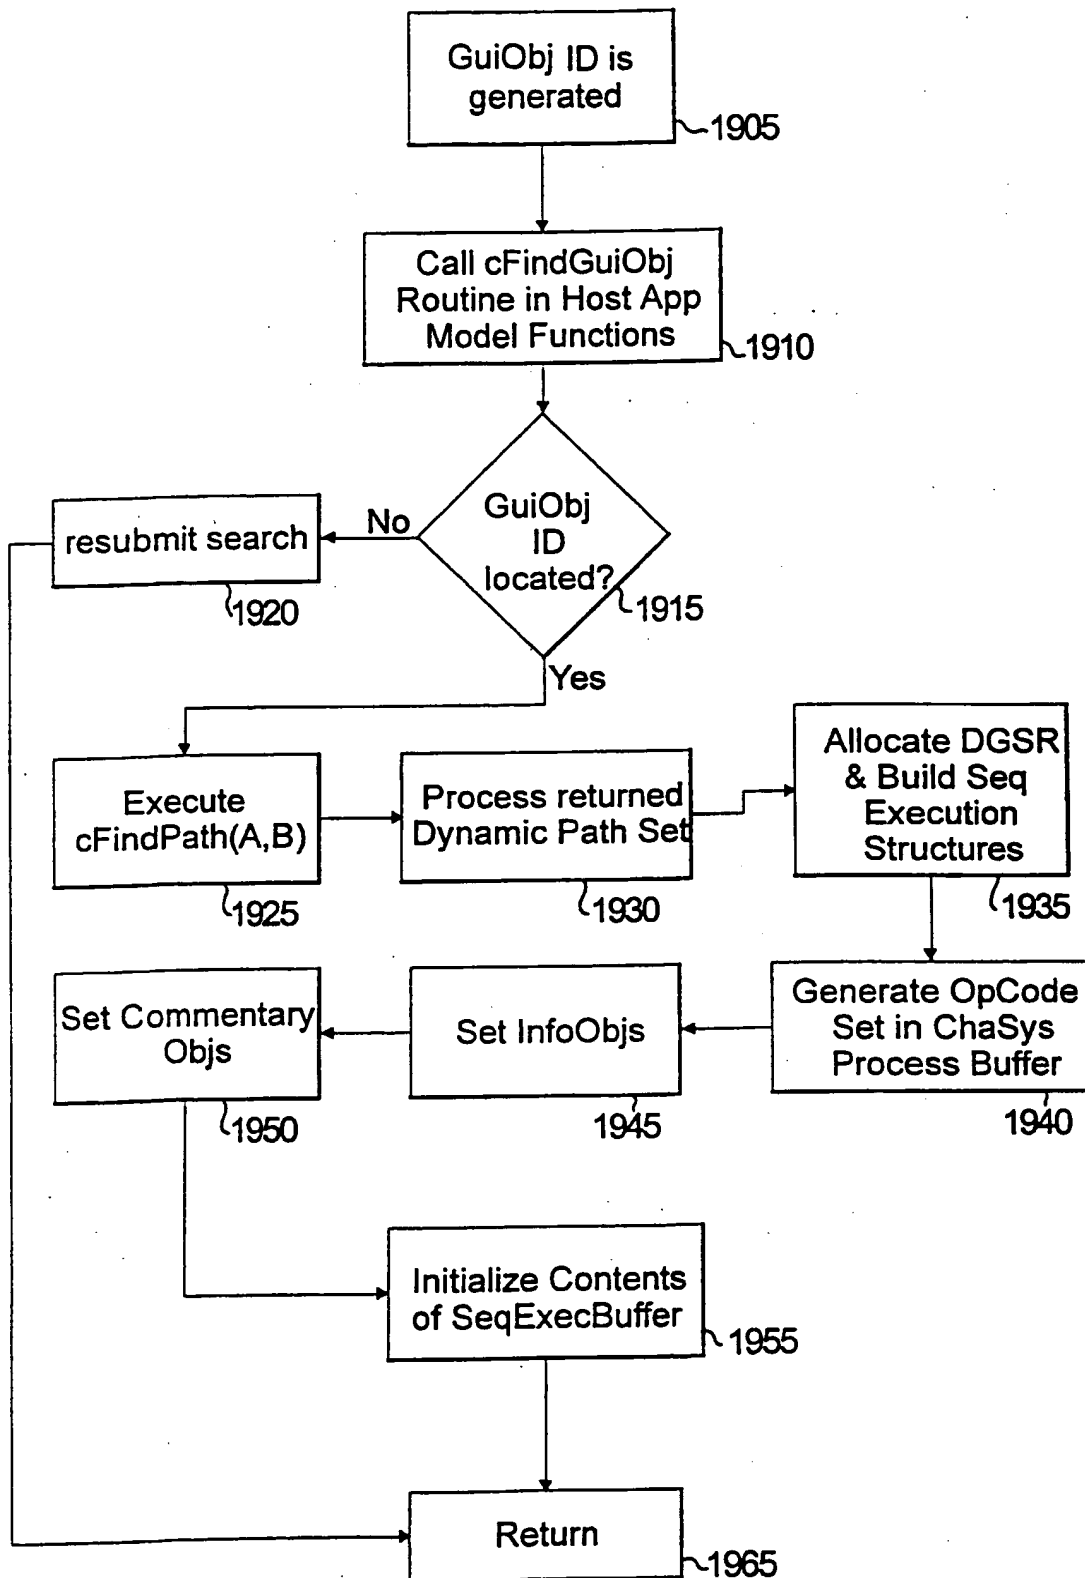 GuiObj ID is
generated
1905
Call cFindGuiObj
Routine in Host App
Model Functions
1910
GuiObj
ID
located?
1915
No
resubmit search
1920
Yes
Execute
cFindPath(A,B)
1925
Process returned
Dynamic Path Set
1930
Allocate DGSR
& Build Seq
Execution
Structures
1935
Generate OpCode
Set in ChaSys
Process Buffer
1940
Set InfoObjs
1945
Set Commentary
Objs
1950
Initialize Contents
of SeqExecBuffer
1955
Return
1965